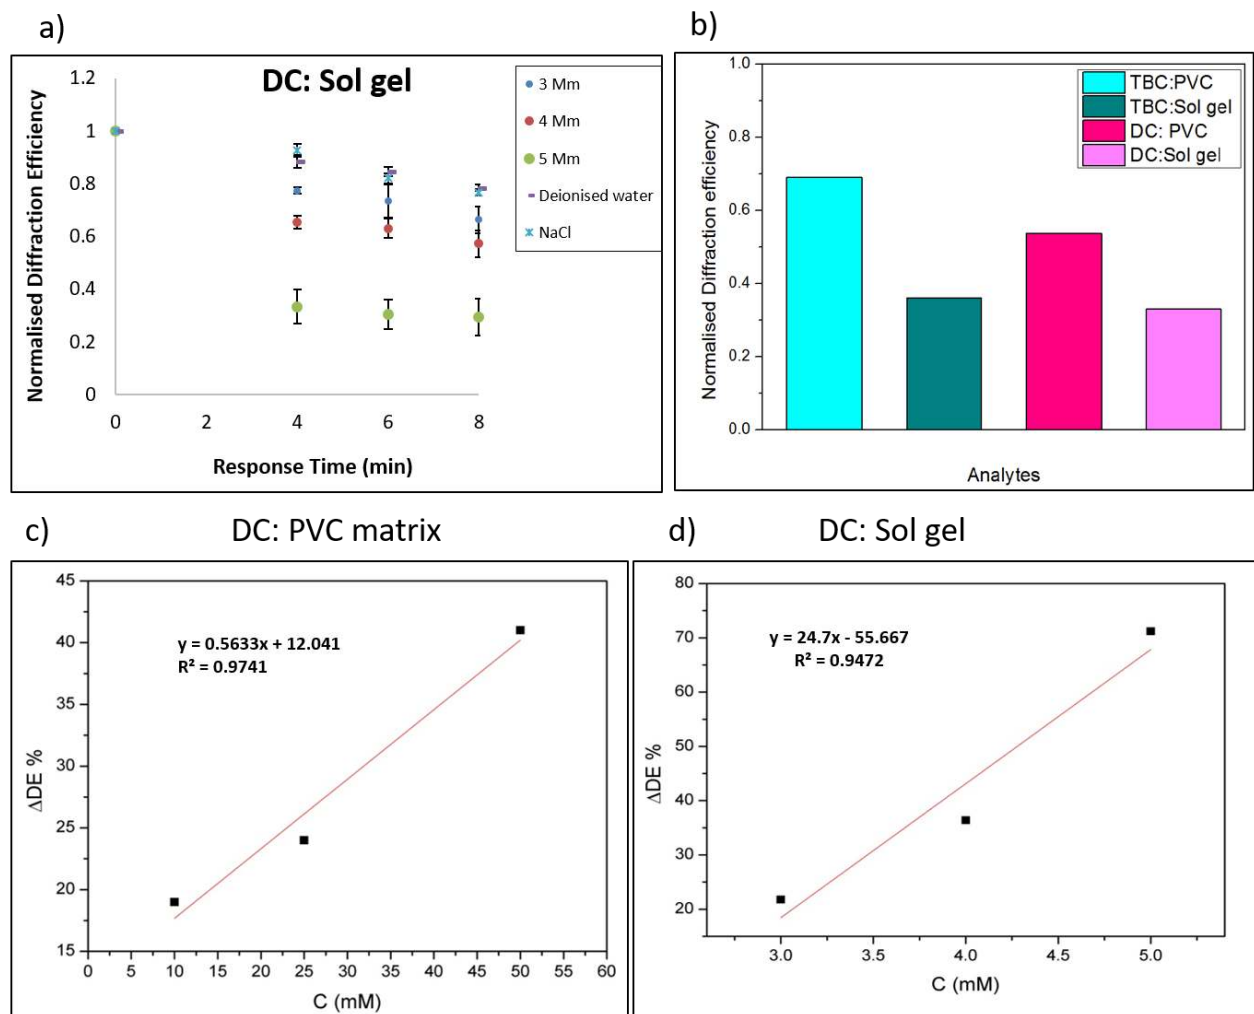 a)
DC: Sol gel
Normalised Diffraction Efficiency
1.2
1
0.8
0.6
0.4
0.2
0
0
2
4
6
8
Response Time (min)
3 Mm
4 Mm
5 Mm
Deionised water
NaCl
b)
Normalised Diffraction efficiency
1.0
0.8
0.6
0.4
0.2
0.0
TBC:PVC
TBC:Sol gel
DC: PVC
DC:Sol gel
Analytes
c)
DC: PVC matrix
ΔDE %
45
40
35
30
25
20
15
y = 0.5633x + 12.041
R² = 0.9741
0 5 10 15 20 25 30 35 40 45 50 55 60
C (mM)
d)
DC: Sol gel
ΔDE %
80
70
60
50
40
30
20
y = 24.7x - 55.667
R² = 0.9472
3.0 3.5 4.0 4.5 5.0
C (mM)